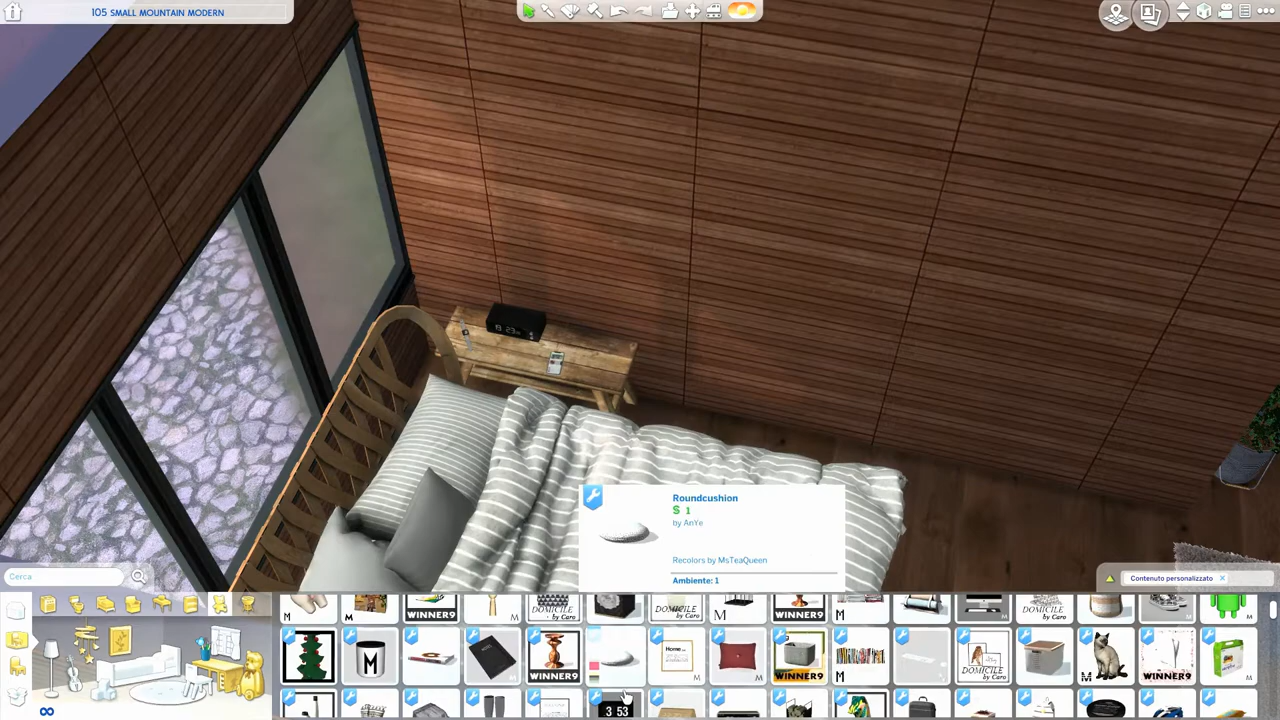 105 SMALL MOUNTAIN MODERN
Roundcushion
$ 1
by AnYe
Recolors by MsTeaQueen
Ambiente: 1
Cerca
Contenuto personalizzato
M
WINNER9
M
DOMICILE
by Caro
DOMICILE
by Caro
M
WINNER9
M
M
DOMICILE
by Caro
M
M
M
M
M
WINNER9
Home
M
M
WINNER9
M
DOMICILE
by Caro
M
M
WINNER9
M
3 53